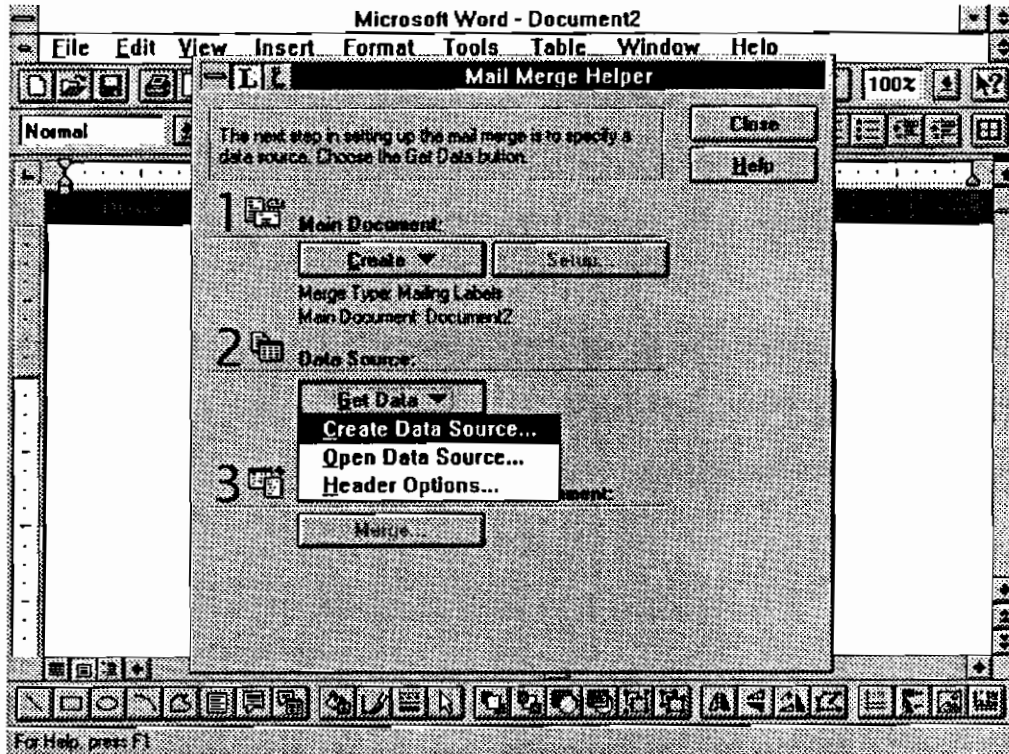 Microsoft Word - Document2
File Edit View Insert Format Tools Table Window Help
Mail Merge Helper
100%
Normal
The next step in setting up the mail merge is to specify a
data source. Choose the Get Data button.
Close
Help
1 Main Document:
Create Setup...
Merge Type: Mailing Labels
Main Document: Document2
2 Data Source:
Get Data
Create Data Source...
Open Data Source...
Header Options...
3 ument:
Merge...
For Help, press F1